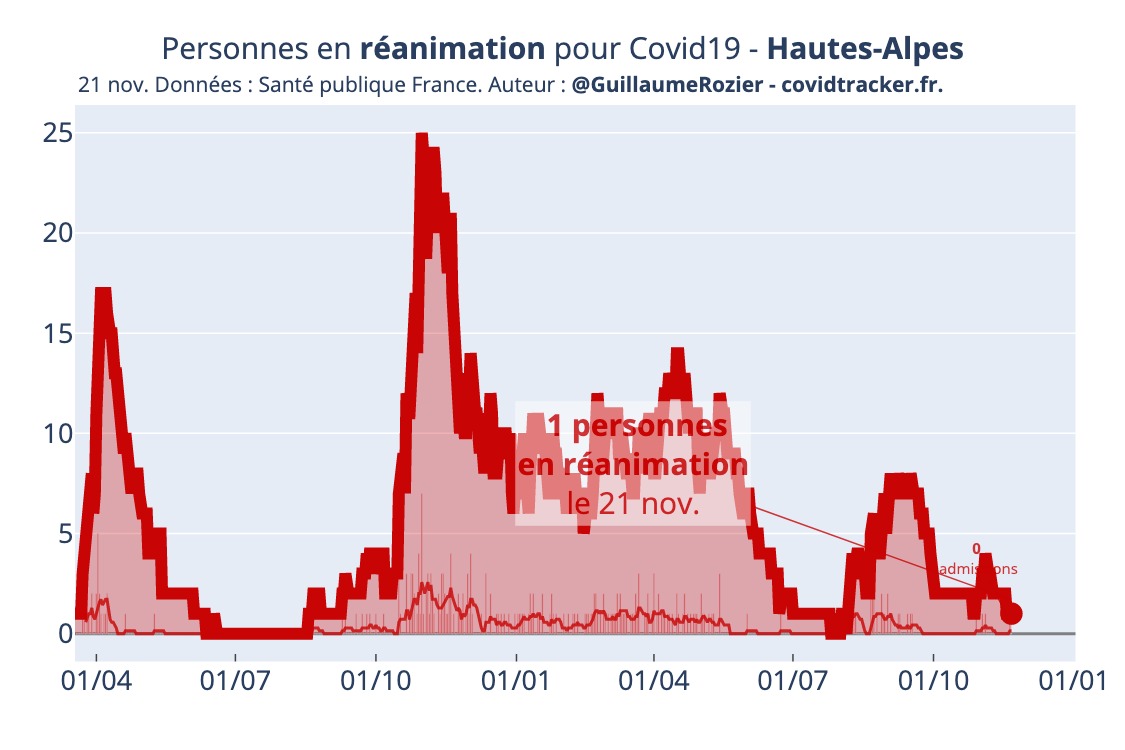 Personnes en réanimation pour Covid19 - Hautes-Alpes
21 nov. Données : Santé publique France. Auteur : @GuillaumeRozier - covidtracker.fr.
25
20
15
10
5
0
1 personnes
en réanimation
le 21 nov.
0
admissions
01/04
01/07
01/10
01/01
01/04
01/07
01/10
01/01